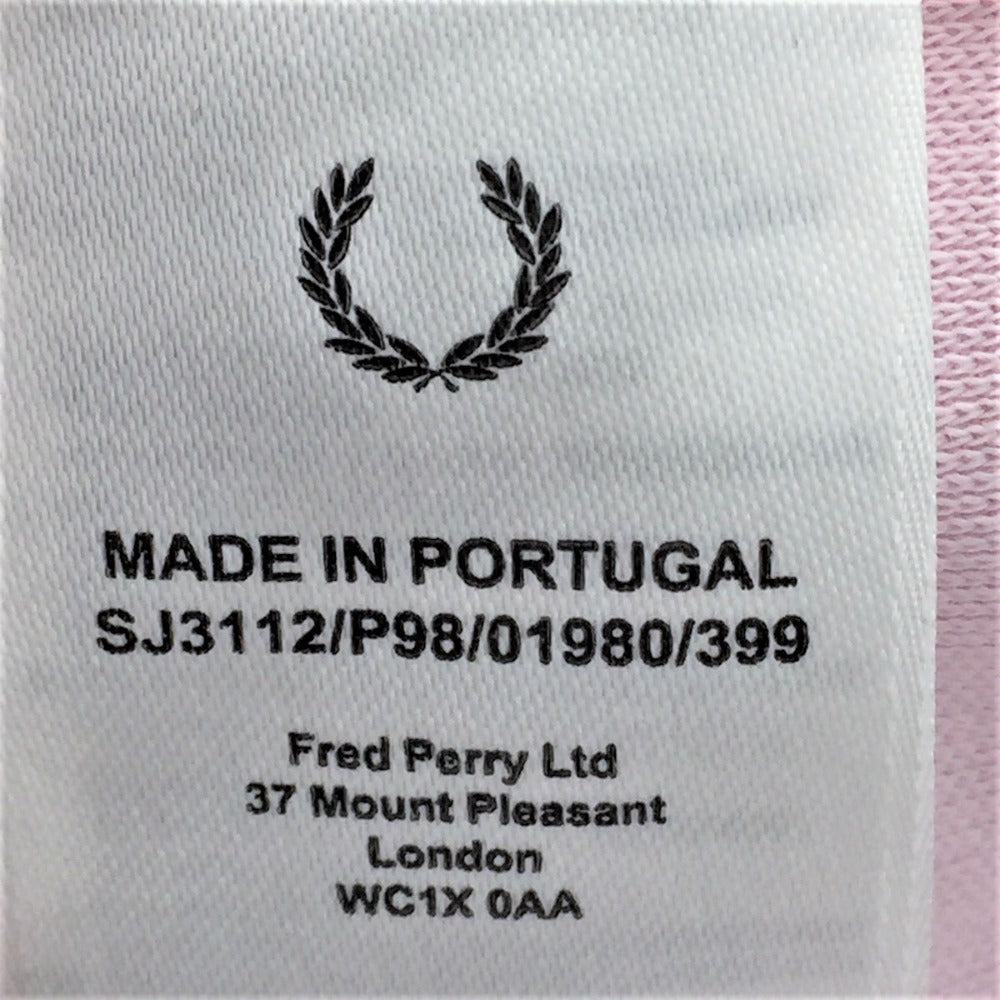 MADE IN PORTUGAL
SJ3112/P98/01980/399
Fred Perry Ltd
37 Mount Pleasant
London
WC1X 0AA